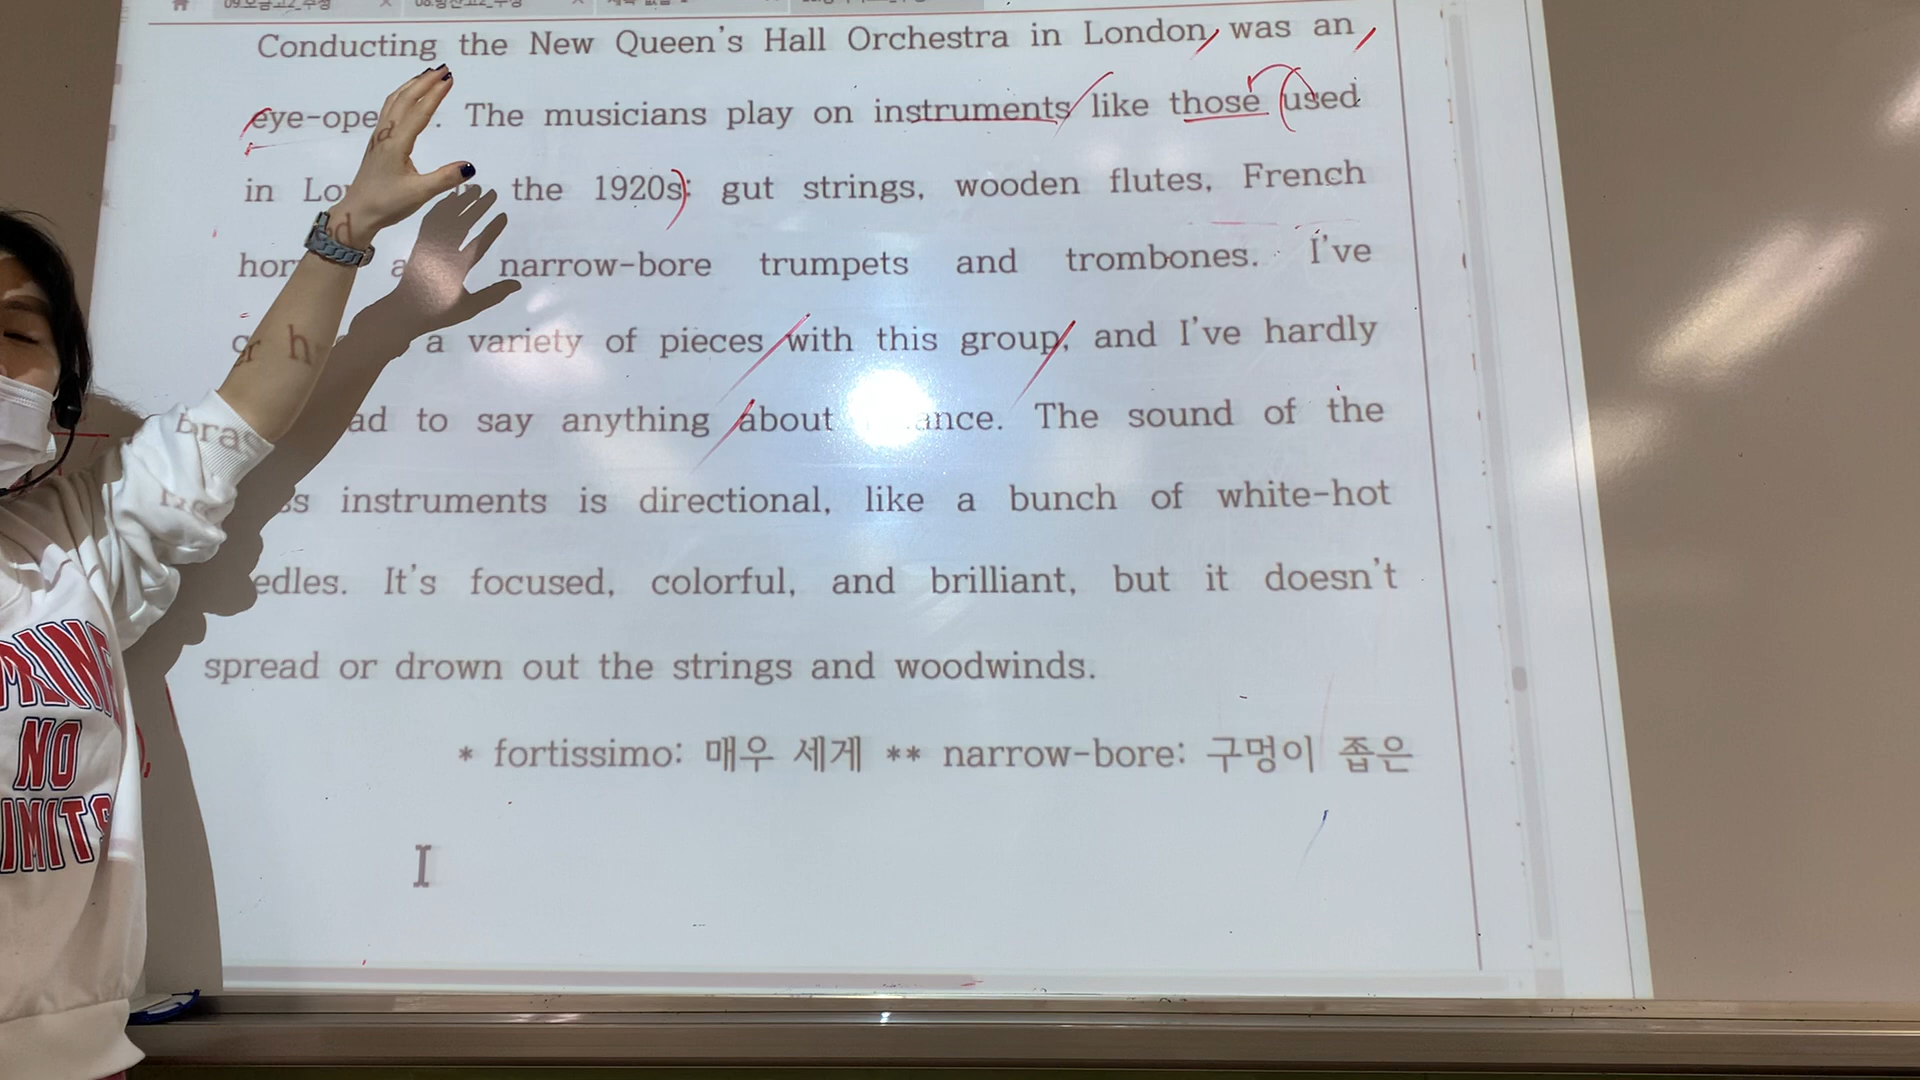 Conducting the New Queen's Hall Orchestra in London, was an
eye-ope . The musicians play on instruments like those used
in Lo the 1920s: gut strings, wooden flutes, French
hor a narrow-bore trumpets and trombones. I've
a variety of pieces with this group, and I've hardly
ad to say anything about ance. The sound of the
bras instruments is directional, like a bunch of white-hot
edles. It's focused, colorful, and brilliant, but it doesn't
spread or drown out the strings and woodwinds.
* fortissimo: 매우 세게 ** narrow-bore: 구멍이 좁은
NO